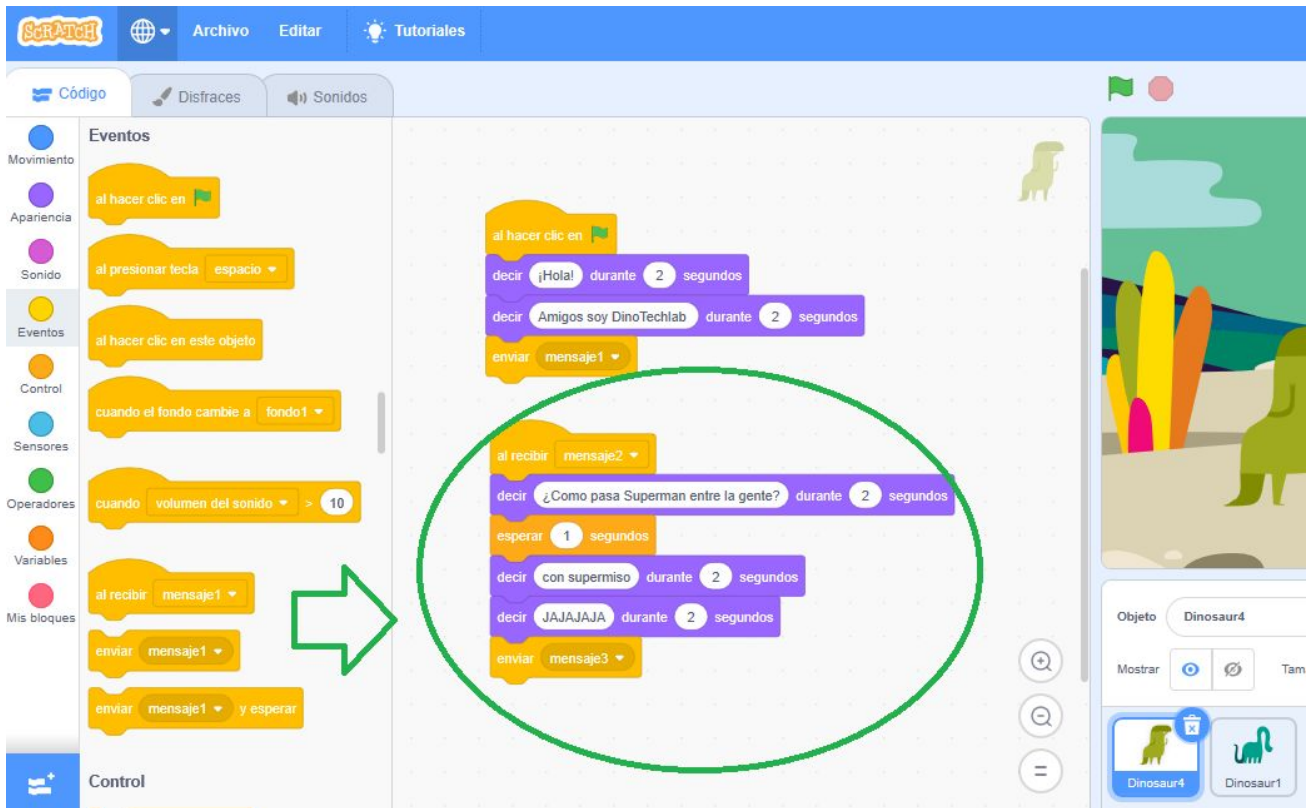 SCRATCH Archivo Editar Tutoriales
Código Disfraces Sonidos
Movimiento
Apariencia
Sonido
Eventos
Control
Sensores
Operadores
Variables
Mis bloques
Eventos
al hacer clic en
al presionar tecla espacio
al hacer clic en este objeto
cuando el fondo cambie a fondo1
cuando volumen del sonido > 10
al recibir mensaje1
enviar mensaje1
enviar mensaje1 y esperar
Control
al hacer clic en
decir ¡Hola! durante 2 segundos
decir Amigos soy DinoTechlab durante 2 segundos
enviar mensaje1
al recibir mensaje2
decir ¿Como pasa Superman entre la gente? durante 2 segundos
esperar 1 segundos
decir con supermiso durante 2 segundos
decir JAJAJAJA durante 2 segundos
enviar mensaje3
Objeto Dinosaur4
Mostrar Tam
Dinosaur4 Dinosaur1